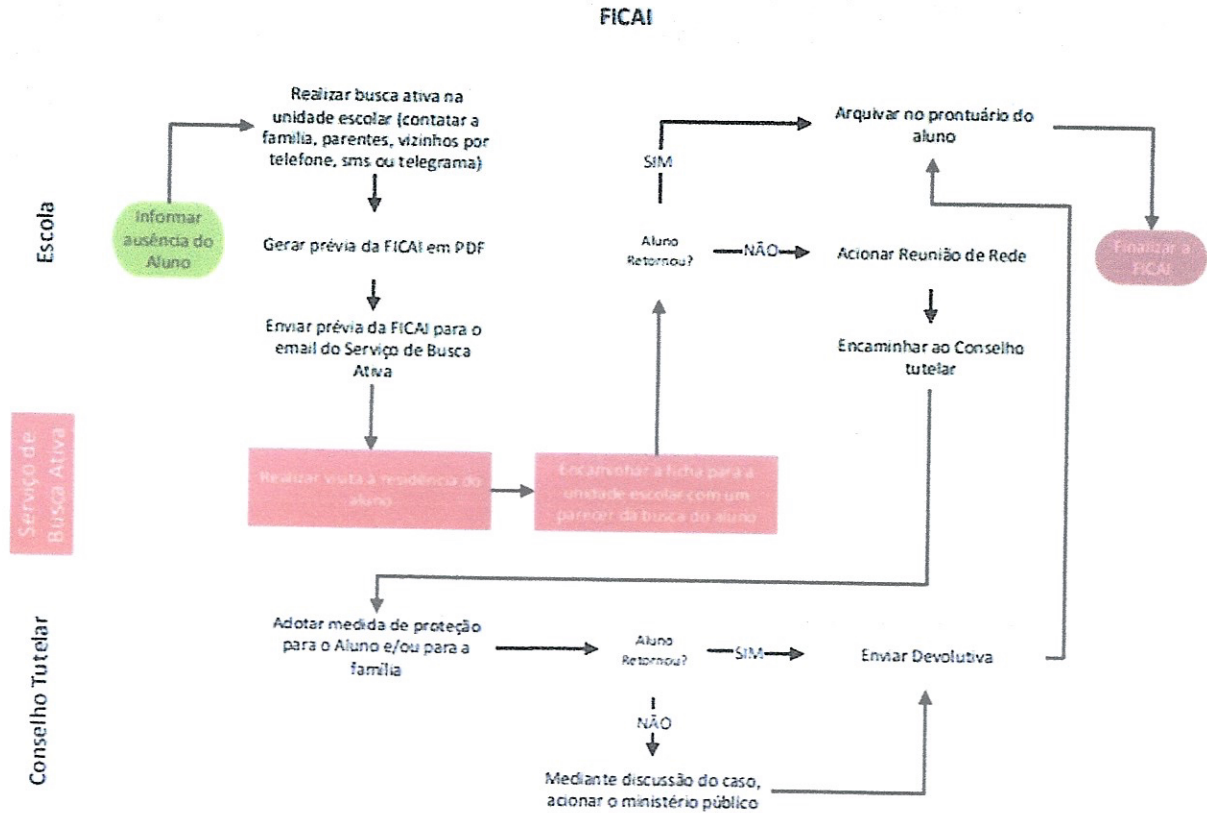 FICAI
Escola
Informar
ausência do
Aluno
Realizar busca ativa na
unidade escolar (contatar a
família, parentes, vizinhos por
telefone, sms ou telegrama)
Gerar prévia da FICAI em PDF
Enviar prévia da FICAI para o
email do Serviço de Busca
Ativa
SIM
Aluno
Retornou?
NÃO
Arquivar no prontuário do
aluno
Acionar Reunião de Rede
Encaminhar ao Conselho
tutelar
Finalizar a
FICAI
Serviço de
Busca Ativa
Realizar visita à residência do
aluno
Encaminhar a ficha para a
unidade escolar com um
parecer da busca do aluno
Conselho Tutelar
Adotar medida de proteção
para o Aluno e/ou para a
família
Aluno
Retornou?
SIM
Enviar Devolutiva
NÃO
Mediante discussão do caso,
acionar o ministério público